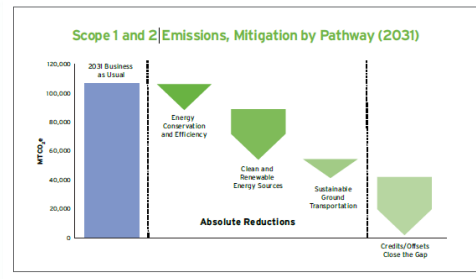 Scope 1 and 2 Emissions, Mitigation by Pathway (2031)
120,000
100,000
80,000
60,000
40,000
20,000
0
MTCO₂e
2031 Business
as Usual
Energy
Conservation
and Efficiency
Clean and
Renewable
Energy Sources
Sustainable
Ground
Transportation
Absolute Reductions
Credits/Offsets
Close the Gap